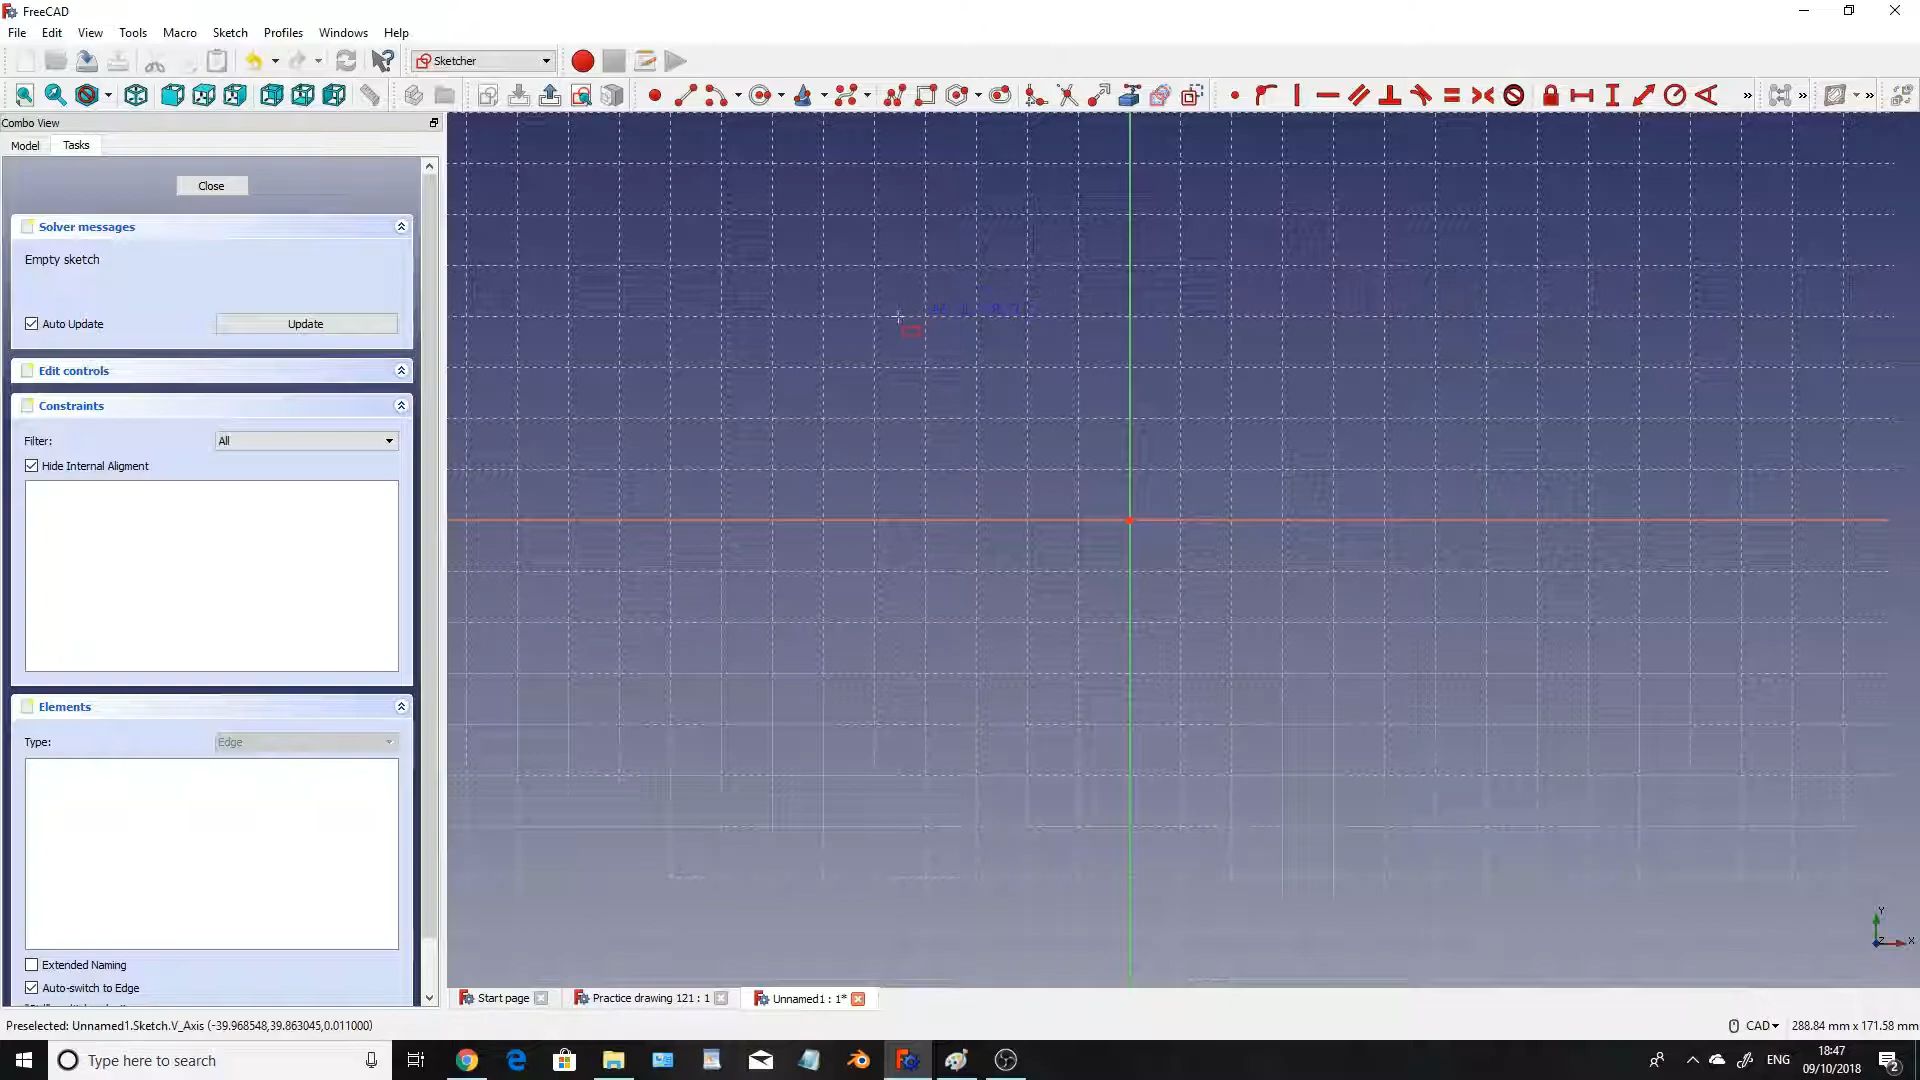 FreeCAD
File Edit View Tools Macro Sketch Profiles Windows Help
Sketcher
Combo View
Model Tasks
Close
Solver messages
Empty sketch
Auto Update Update
Edit controls
Constraints
Filter: All
Hide Internal Aligment
Elements
Type: Edge
Extended Naming
Auto-switch to Edge
Start page Practice drawing 121 : 1 Unnamed1 : 1*
Preselected: Unnamed1.Sketch.V_Axis (-39.968548,39.863045,0.011000) CAD 288.84 mm x 171.58 mm
Type here to search ENG 18:47
09/10/2018 2
Y
Z X